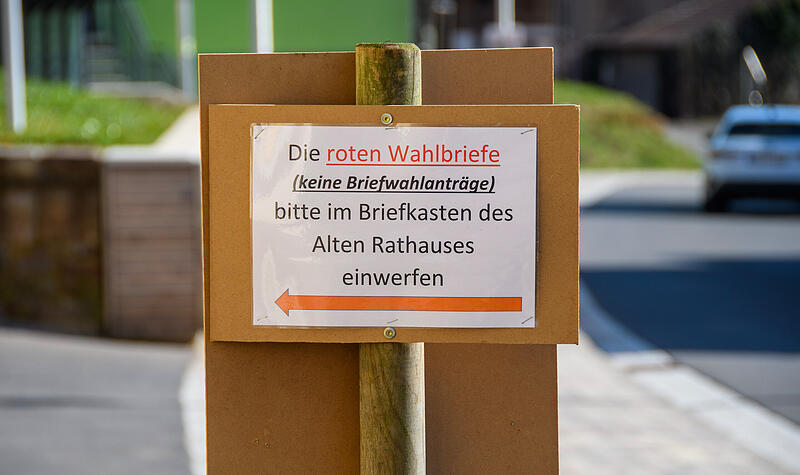 Die roten Wahlbriefe
(keine Briefwahlanträge)
bitte im Briefkasten des
Alten Rathauses
einwerfen